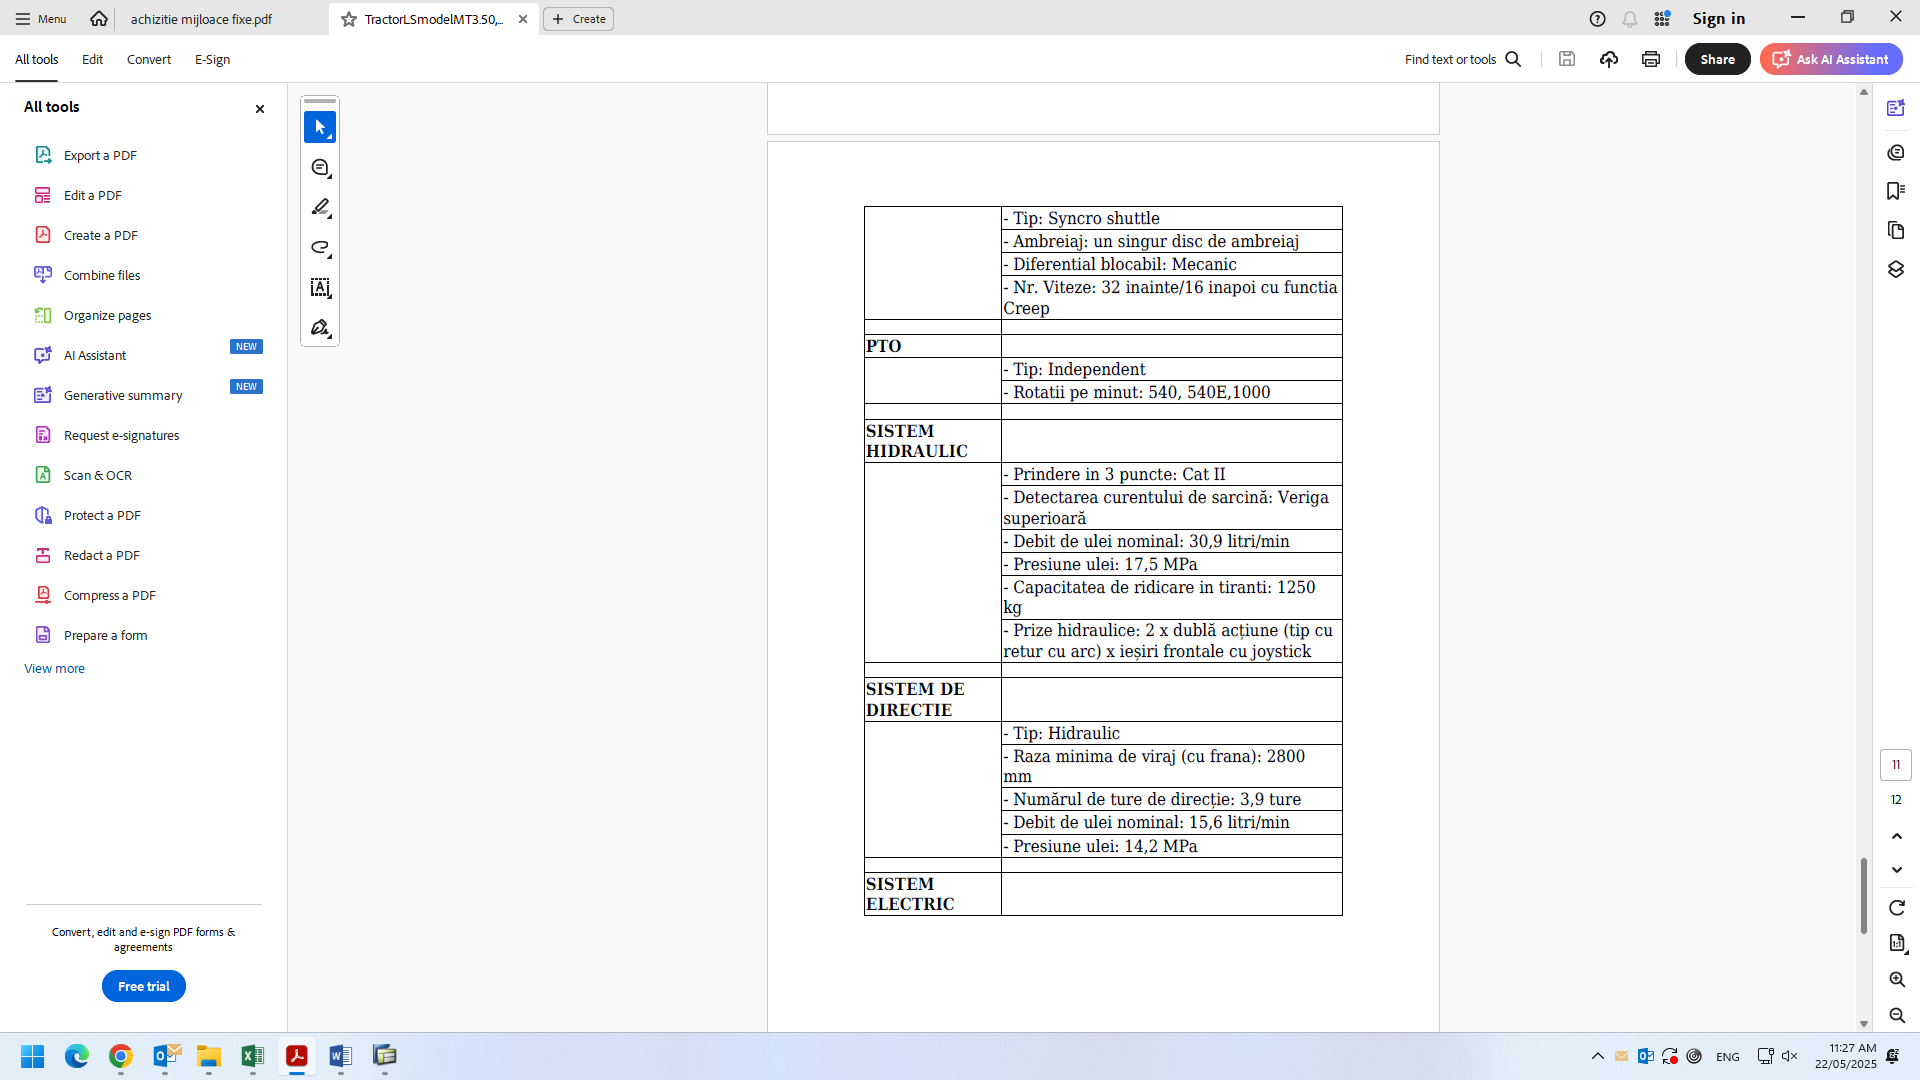 Menu
achizitie mijloace fixe.pdf
TractorLSmodelMT3.50,...
Create
Sign in
All tools
Edit
Convert
E-Sign
Find text or tools
Share
Ask AI Assistant
All tools
Export a PDF
Edit a PDF
Create a PDF
Combine files
Organize pages
AI Assistant
NEW
Generative summary
NEW
Request e-signatures
Scan & OCR
Protect a PDF
Redact a PDF
Compress a PDF
Prepare a form
View more
Convert, edit and e-sign PDF forms &
agreements
Free trial
- Tip: Syncro shuttle
- Ambreiaj: un singur disc de ambreiaj
- Diferential blocabil: Mecanic
- Nr. Viteze: 32 inainte/16 inapoi cu functia
Creep
PTO
- Tip: Independent
- Rotatii pe minut: 540, 540E,1000
SISTEM
HIDRAULIC
- Prindere in 3 puncte: Cat II
- Detectarea curentului de sarcină: Veriga
superioară
- Debit de ulei nominal: 30,9 litri/min
- Presiune ulei: 17,5 MPa
- Capacitatea de ridicare in tiranti: 1250
kg
- Prize hidraulice: 2 x dublă acțiune (tip cu
retur cu arc) x ieșiri frontale cu joystick
SISTEM DE
DIRECTIE
- Tip: Hidraulic
- Raza minima de viraj (cu frana): 2800
mm
- Numărul de ture de direcție: 3,9 ture
- Debit de ulei nominal: 15,6 litri/min
- Presiune ulei: 14,2 MPa
SISTEM
ELECTRIC
11
12
ENG
11:27 AM
22/05/2025